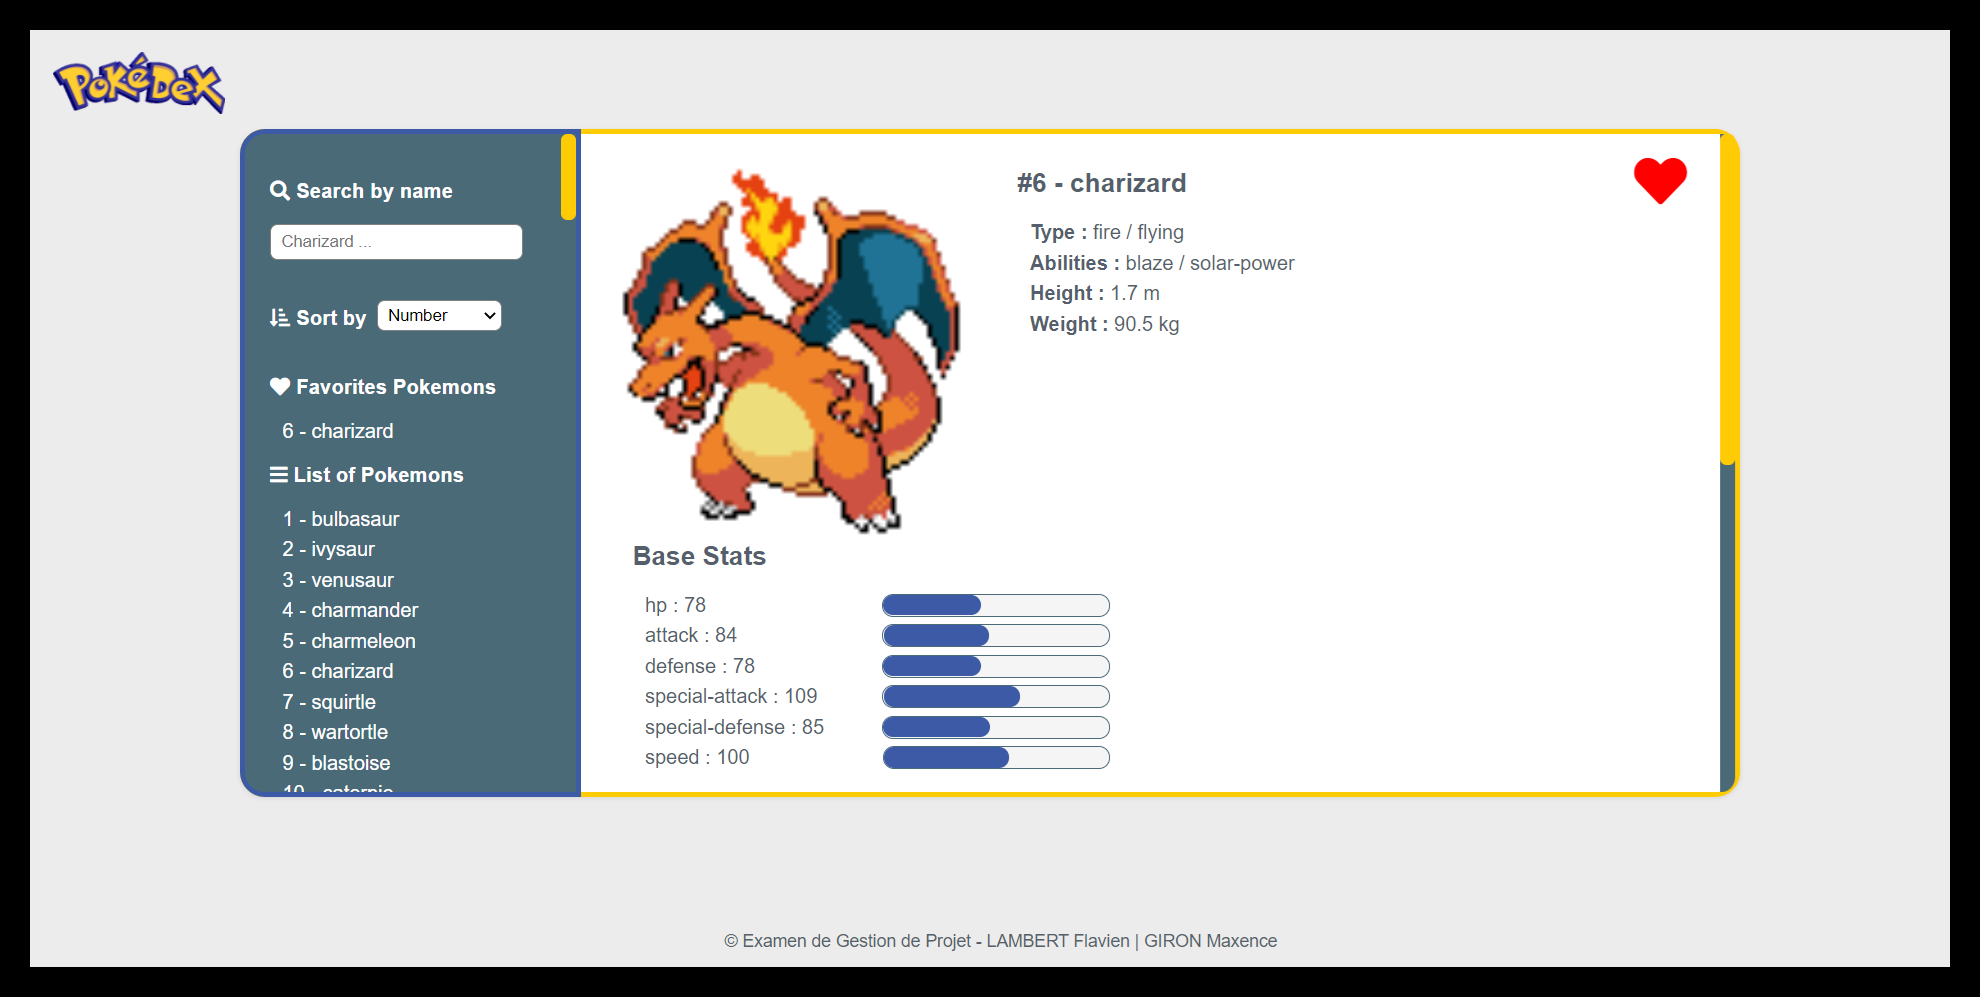 PokéDex
Search by name
Charizard ...
Sort by Number
Favorites Pokemons
6 - charizard
List of Pokemons
1 - bulbasaur
2 - ivysaur
3 - venusaur
4 - charmander
5 - charmeleon
6 - charizard
7 - squirtle
8 - wartortle
9 - blastoise
10 - caterpie
#6 - charizard
Type : fire / flying
Abilities : blaze / solar-power
Height : 1.7 m
Weight : 90.5 kg
Base Stats
hp : 78
attack : 84
defense : 78
special-attack : 109
special-defense : 85
speed : 100
© Examen de Gestion de Projet - LAMBERT Flavien | GIRON Maxence